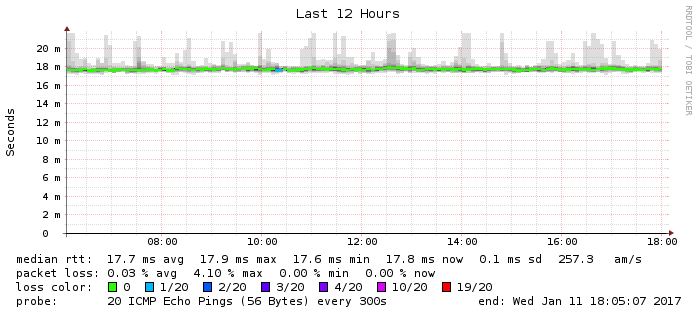 Last 12 Hours
RRDTOOL / TOBI OETIKER
Seconds
20 m
18 m
16 m
14 m
12 m
10 m
8 m
6 m
4 m
2 m
0
08:00 10:00 12:00 14:00 16:00 18:00
median rtt: 17.7 ms avg 17.9 ms max 17.6 ms min 17.8 ms now 0.1 ms sd 257.3 am/s
packet loss: 0.03 % avg 4.10 % max 0.00 % min 0.00 % now
loss color: 0 1/20 2/20 3/20 4/20 10/20 19/20
probe: 20 ICMP Echo Pings (56 Bytes) every 300s end: Wed Jan 11 18:05:07 2017